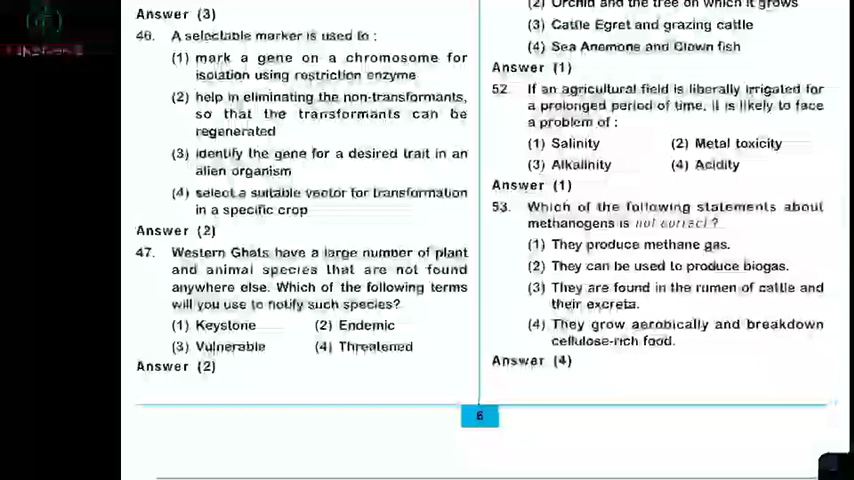 Answer (3)
46. A selectable marker is used to :
(1) mark a gene on a chromosome for
isolation using restriction enzyme
(2) help in eliminating the non-transformants,
so that the transformants can be
regenerated
(3) identify the gene for a desired trait in an
alien organism
(4) select a suitable vector for transformation
in a specific crop
Answer (2)
47. Western Ghats have a large number of plant
and animal species that are not found
anywhere else. Which of the following terms
will you use to notify such species?
(1) Keystone (2) Endemic
(3) Vulnerable (4) Threatened
Answer (2)
(2) Orchid and the tree on which it grows
(3) Cattle Egret and grazing cattle
(4) Sea Anemone and Clown fish
Answer (1)
52. If an agricultural field is liberally irrigated for
a prolonged period of time, it is likely to face
a problem of :
(1) Salinity (2) Metal toxicity
(3) Alkalinity (4) Acidity
Answer (1)
53. Which of the following statements about
methanogens is not correct ?
(1) They produce methane gas.
(2) They can be used to produce biogas.
(3) They are found in the rumen of cattle and
their excreta.
(4) They grow aerobically and breakdown
cellulose-rich food.
Answer (4)
6